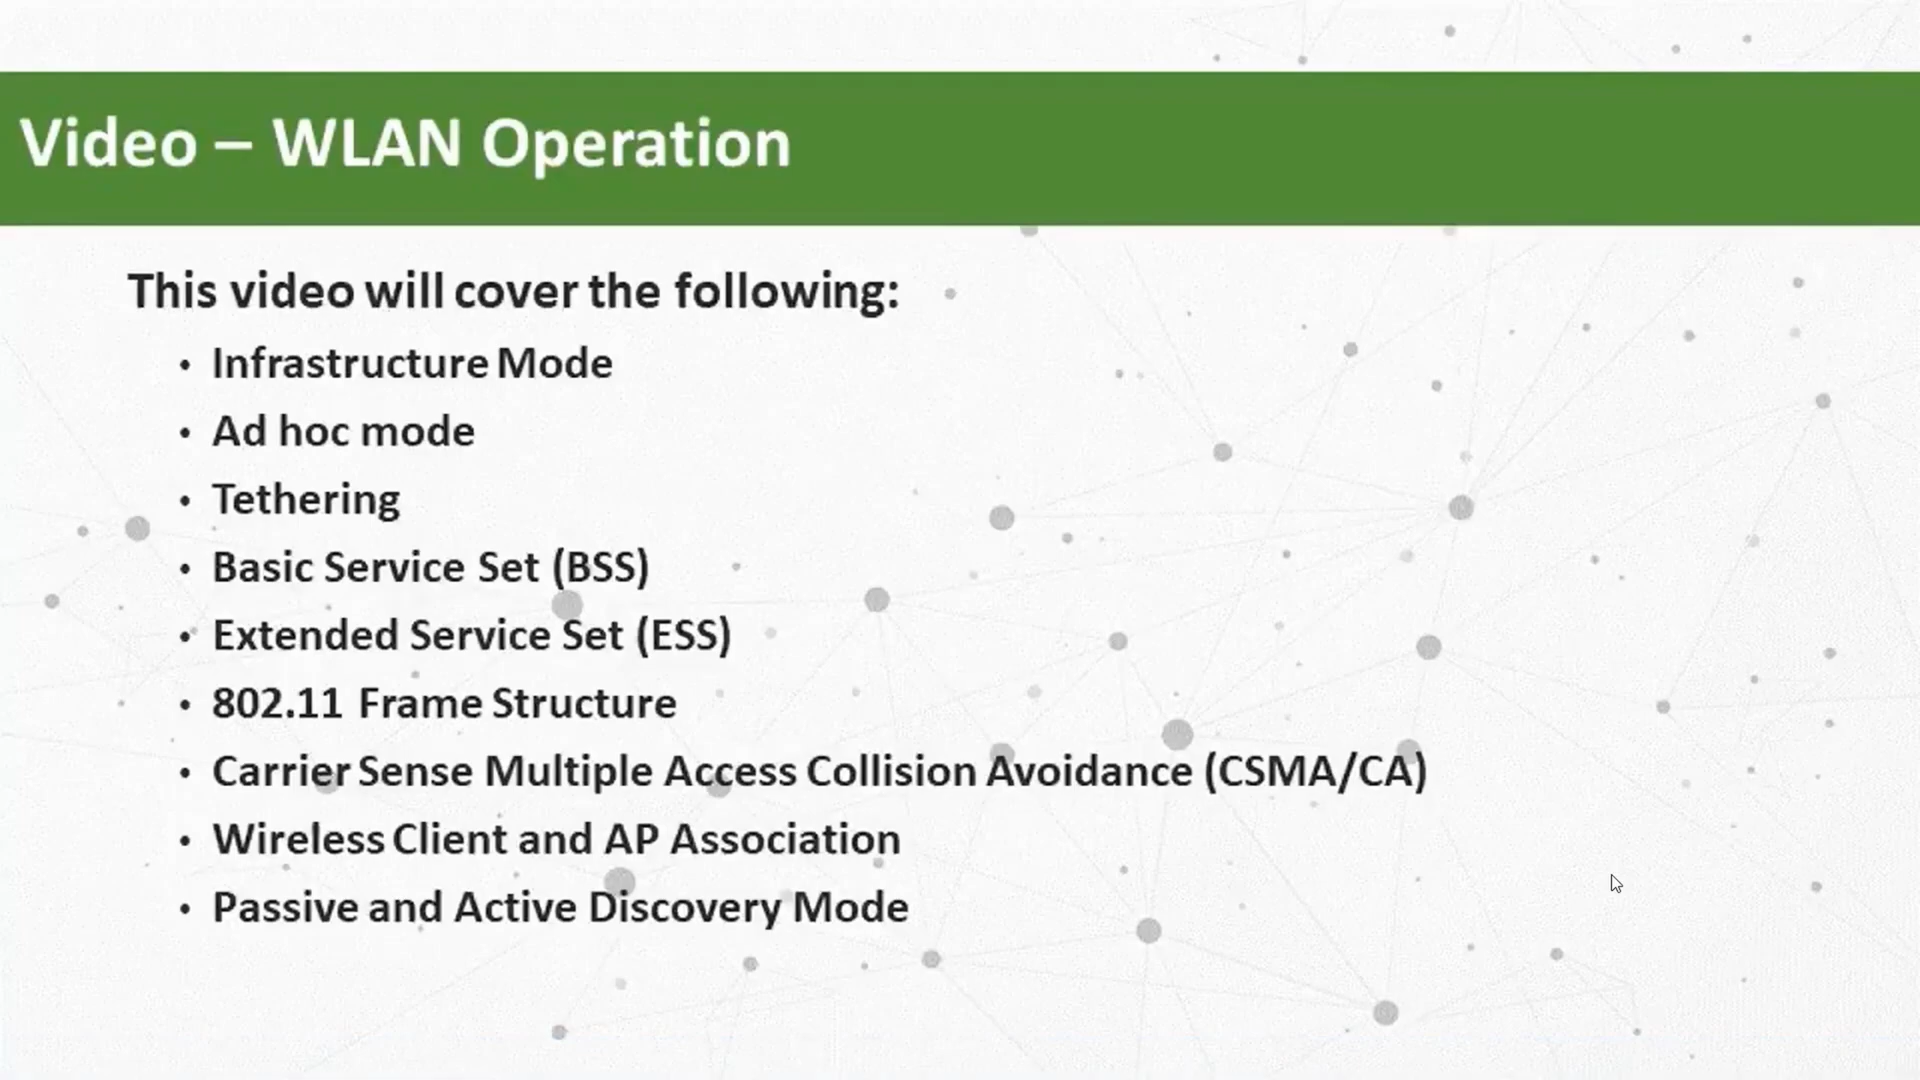 Video – WLAN Operation
This video will cover the following:
• Infrastructure Mode
• Ad hoc mode
• Tethering
• Basic Service Set (BSS)
• Extended Service Set (ESS)
• 802.11 Frame Structure
• Carrier Sense Multiple Access Collision Avoidance (CSMA/CA)
• Wireless Client and AP Association
• Passive and Active Discovery Mode